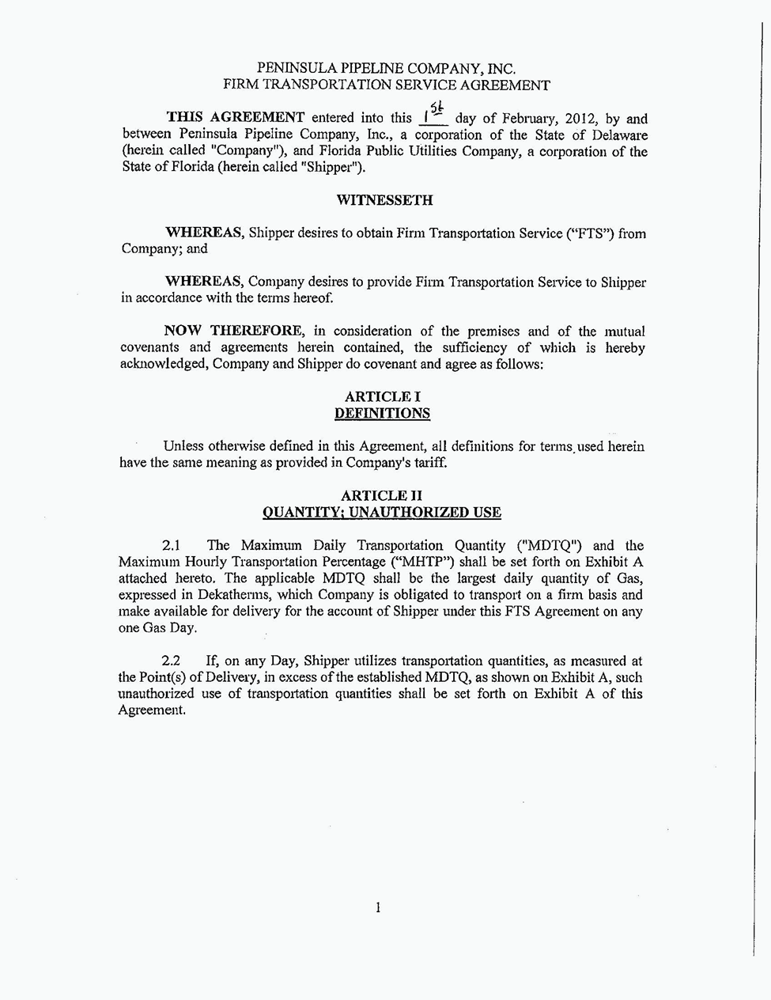 PENINSULA PIPELINE COMPANY, INC.
FIRM TRANSPORTATION SERVICE AGREEMENT
THIS AGREEMENT entered into this 1st day of February, 2012, by and
between Peninsula Pipeline Company, Inc., a corporation of the State of Delaware
(herein called "Company"), and Florida Public Utilities Company, a corporation of the
State of Florida (herein called "Shipper").
WITNESSETH
WHEREAS, Shipper desires to obtain Firm Transportation Service (“FTS”) from
Company; and
WHEREAS, Company desires to provide Firm Transportation Service to Shipper
in accordance with the terms hereof.
NOW THEREFORE, in consideration of the premises and of the mutual
covenants and agreements herein contained, the sufficiency of which is hereby
acknowledged, Company and Shipper do covenant and agree as follows:
ARTICLE I
DEFINITIONS
Unless otherwise defined in this Agreement, all definitions for terms used herein
have the same meaning as provided in Company's tariff.
ARTICLE II
QUANTITY; UNAUTHORIZED USE
2.1 The Maximum Daily Transportation Quantity ("MDTQ") and the
Maximum Hourly Transportation Percentage (“MHTP”) shall be set forth on Exhibit A
attached hereto. The applicable MDTQ shall be the largest daily quantity of Gas,
expressed in Dekatherms, which Company is obligated to transport on a firm basis and
make available for delivery for the account of Shipper under this FTS Agreement on any
one Gas Day.
2.2 If, on any Day, Shipper utilizes transportation quantities, as measured at
the Point(s) of Delivery, in excess of the established MDTQ, as shown on Exhibit A, such
unauthorized use of transportation quantities shall be set forth on Exhibit A of this
Agreement.
1